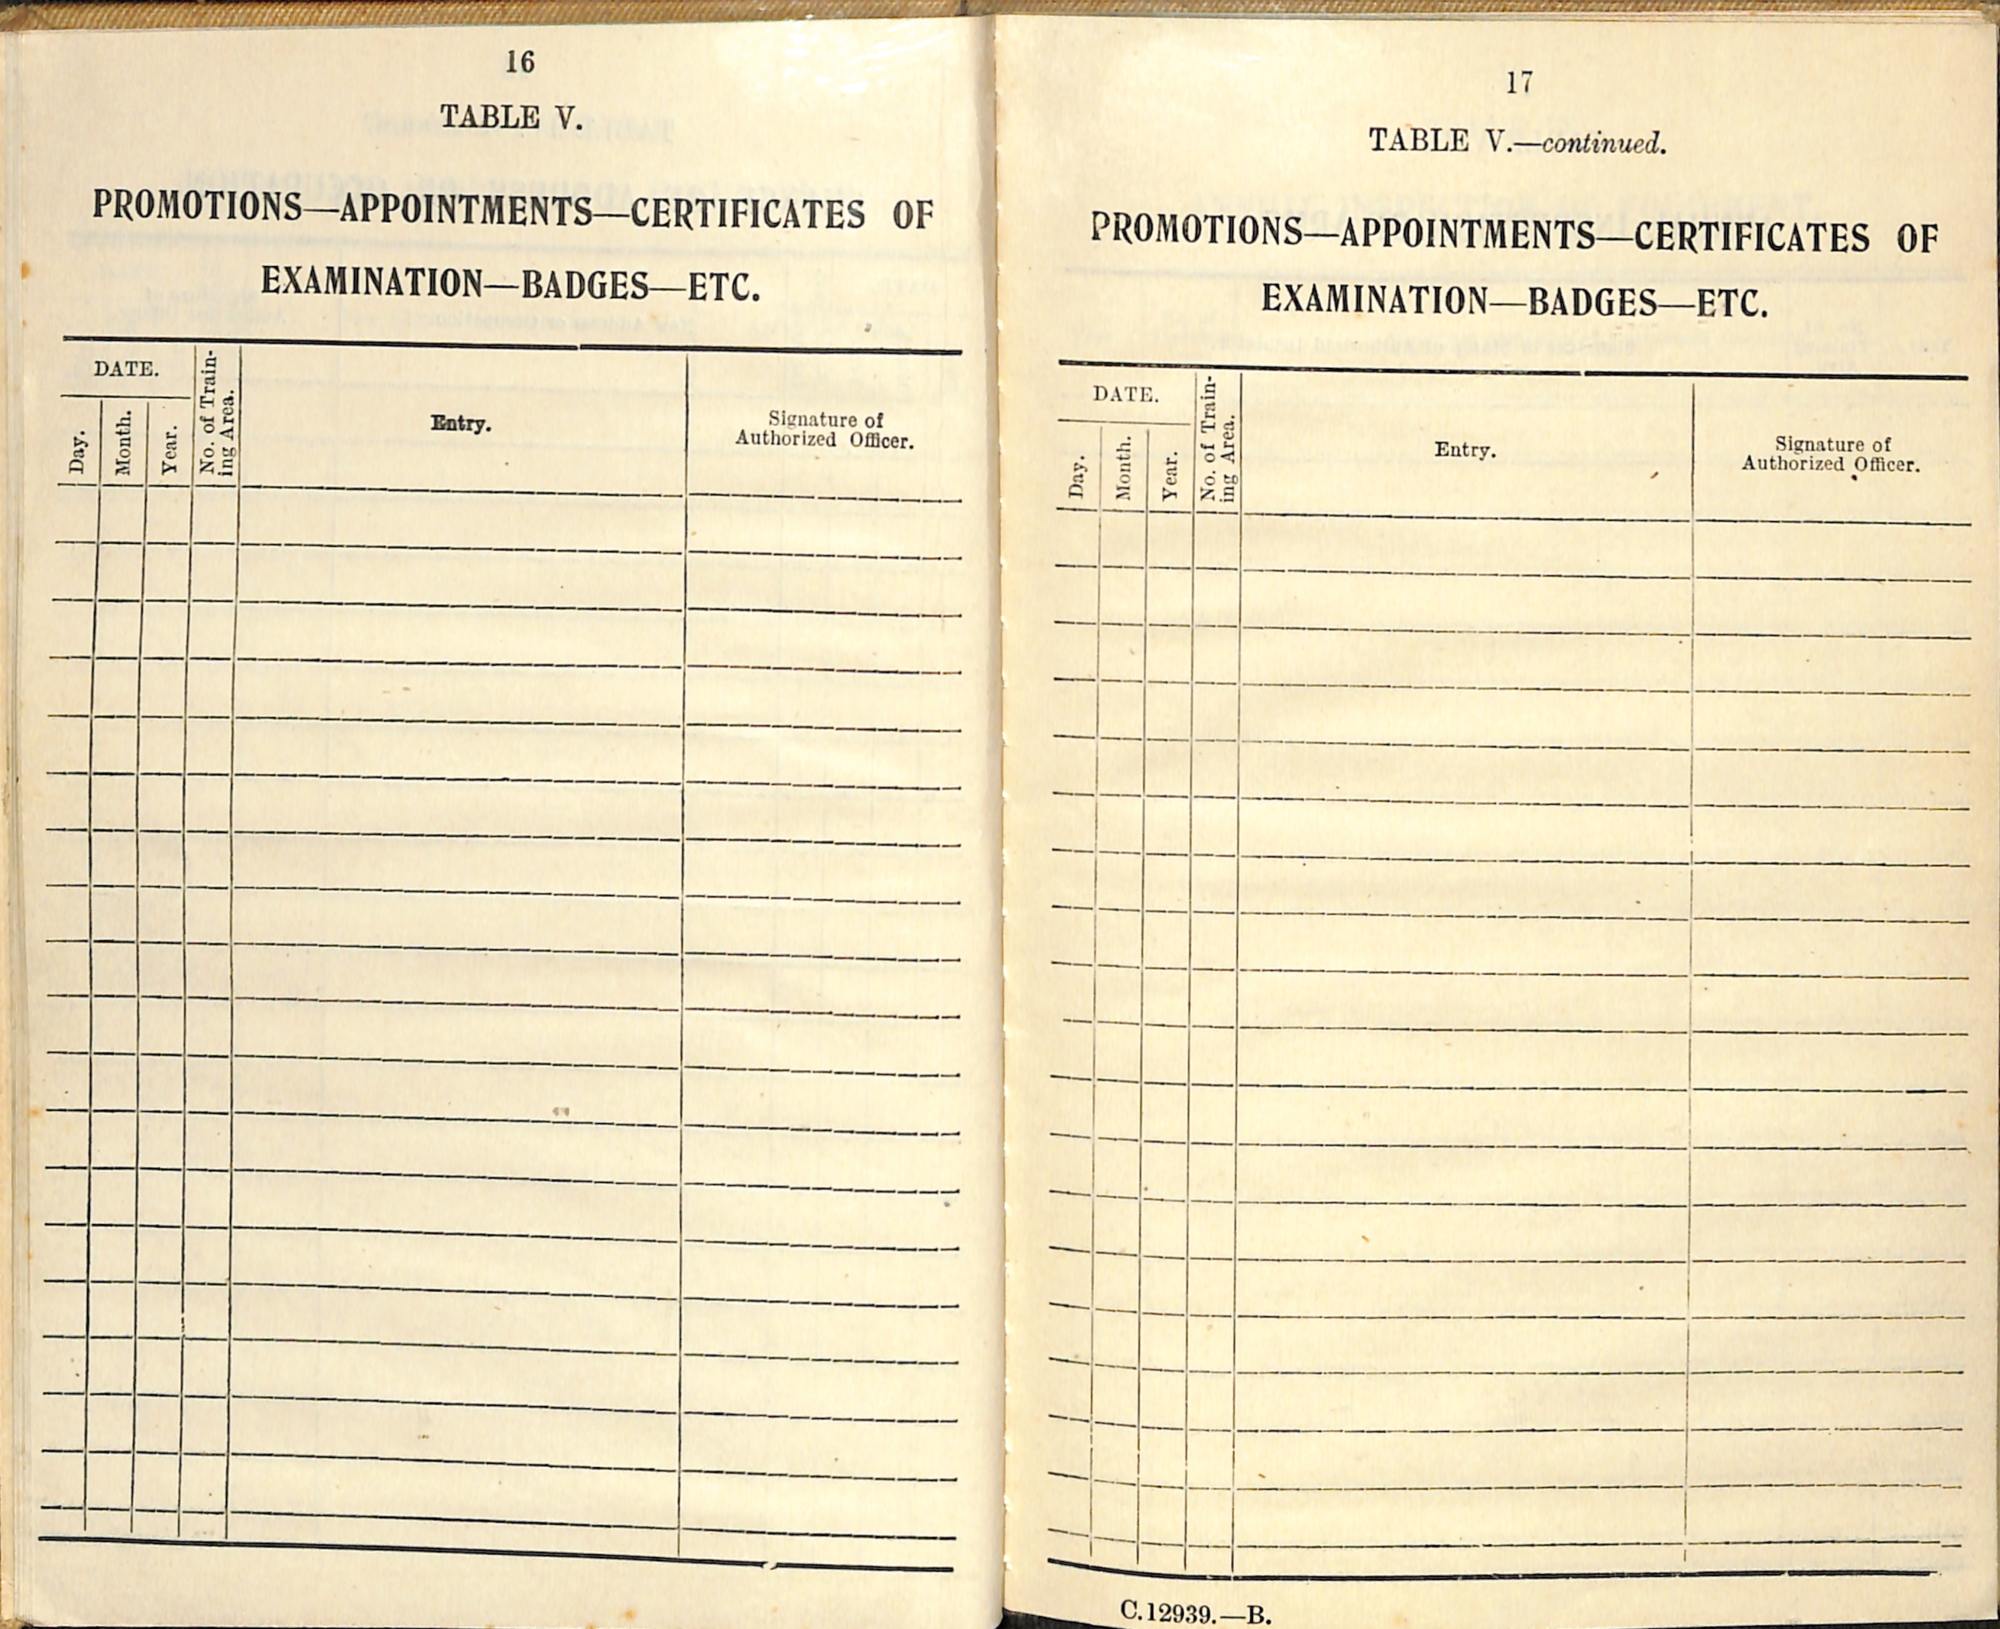 16
TABLE V.
PROMOTIONS—APPOINTMENTS—CERTIFICATES OF
EXAMINATION—BADGES—ETC.
DATE.
Day.
Month.
Year.
No. of Train-
ing Area.
Entry.
Signature of
Authorized Officer.
17
TABLE V.—continued.
PROMOTIONS—APPOINTMENTS—CERTIFICATES OF
EXAMINATION—BADGES—ETC.
DATE.
Day.
Month.
Year.
No. of Train-
ing Area.
Entry.
Signature of
Authorized Officer.
C.12939.—B.